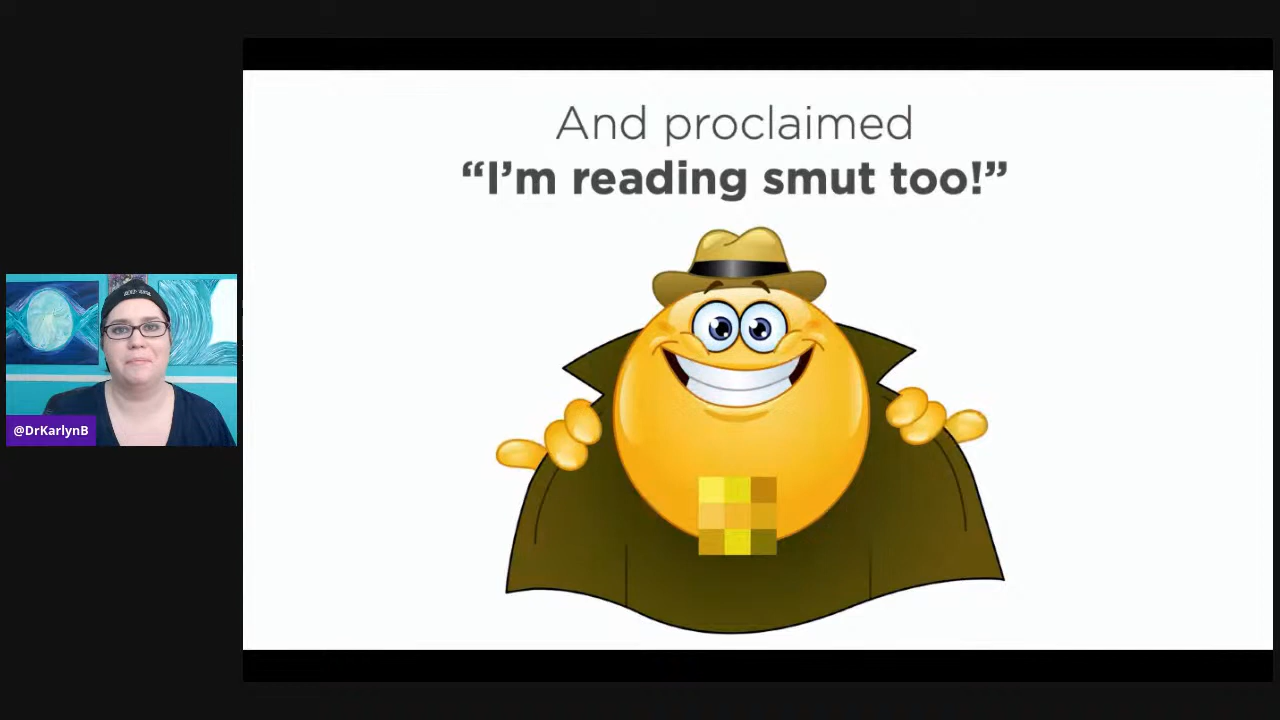 And proclaimed
“I’m reading smut too!”
@DrKarlynB